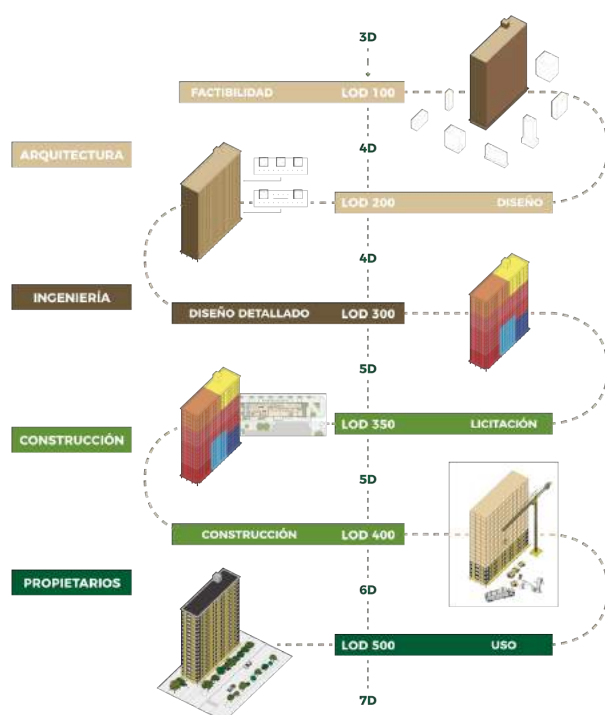 3D
FACTIBILIDAD LOD 100
4D
ARQUITECTURA
LOD 200 DISEÑO
4D
INGENIERÍA
DISEÑO DETALLADO LOD 300
5D
LOD 350 LICITACIÓN
CONSTRUCCIÓN
5D
CONSTRUCCIÓN LOD 400
PROPIETARIOS
6D
LOD 500 USO
7D